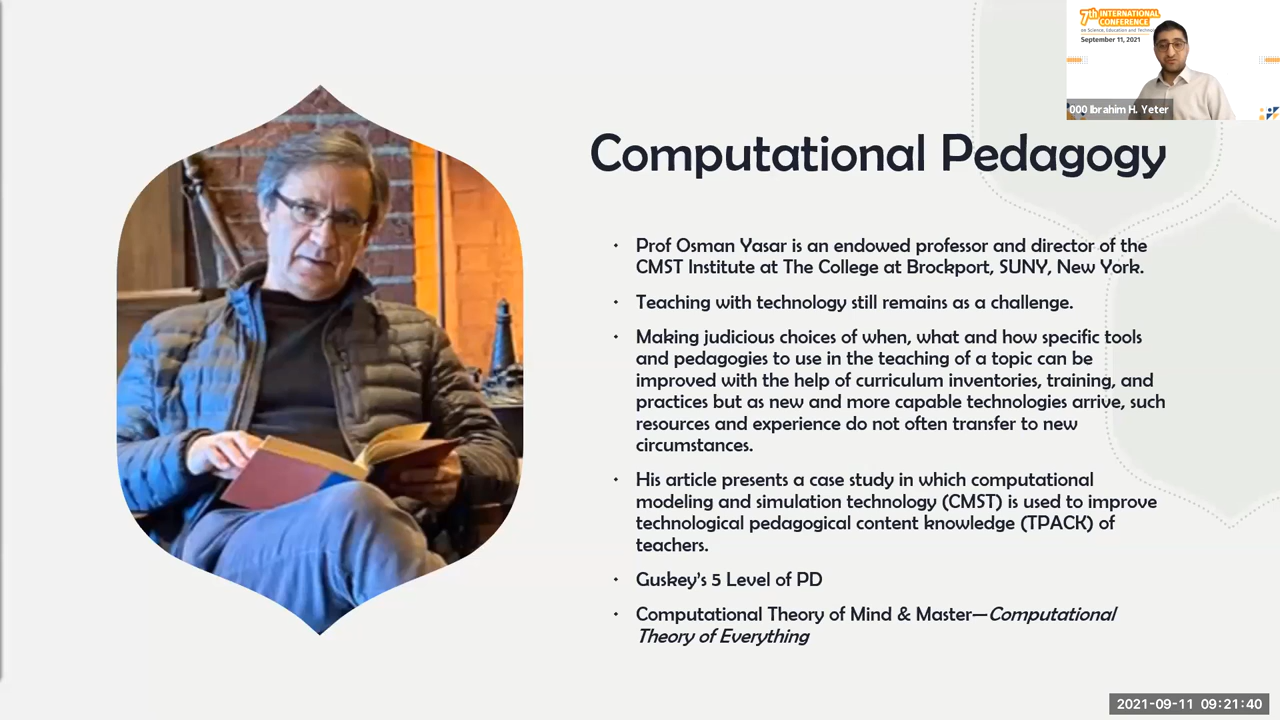 7th INTERNATIONAL
CONFERENCE
on Science, Education and
September 11, 2021
000 Ibrahim H. Yeter
Computational Pedagogy
• Prof Osman Yasar is an endowed professor and director of the
CMST Institute at The College at Brockport, SUNY, New York.
• Teaching with technology still remains as a challenge.
• Making judicious choices of when, what and how specific tools
and pedagogies to use in the teaching of a topic can be
improved with the help of curriculum inventories, training, and
practices but as new and more capable technologies arrive, such
resources and experience do not often transfer to new
circumstances.
• His article presents a case study in which computational
modeling and simulation technology (CMST) is used to improve
technological pedagogical content knowledge (TPACK) of
teachers.
• Guskey's 5 Level of PD
• Computational Theory of Mind & Master—Computational
Theory of Everything
2021-09-11 09:21:40